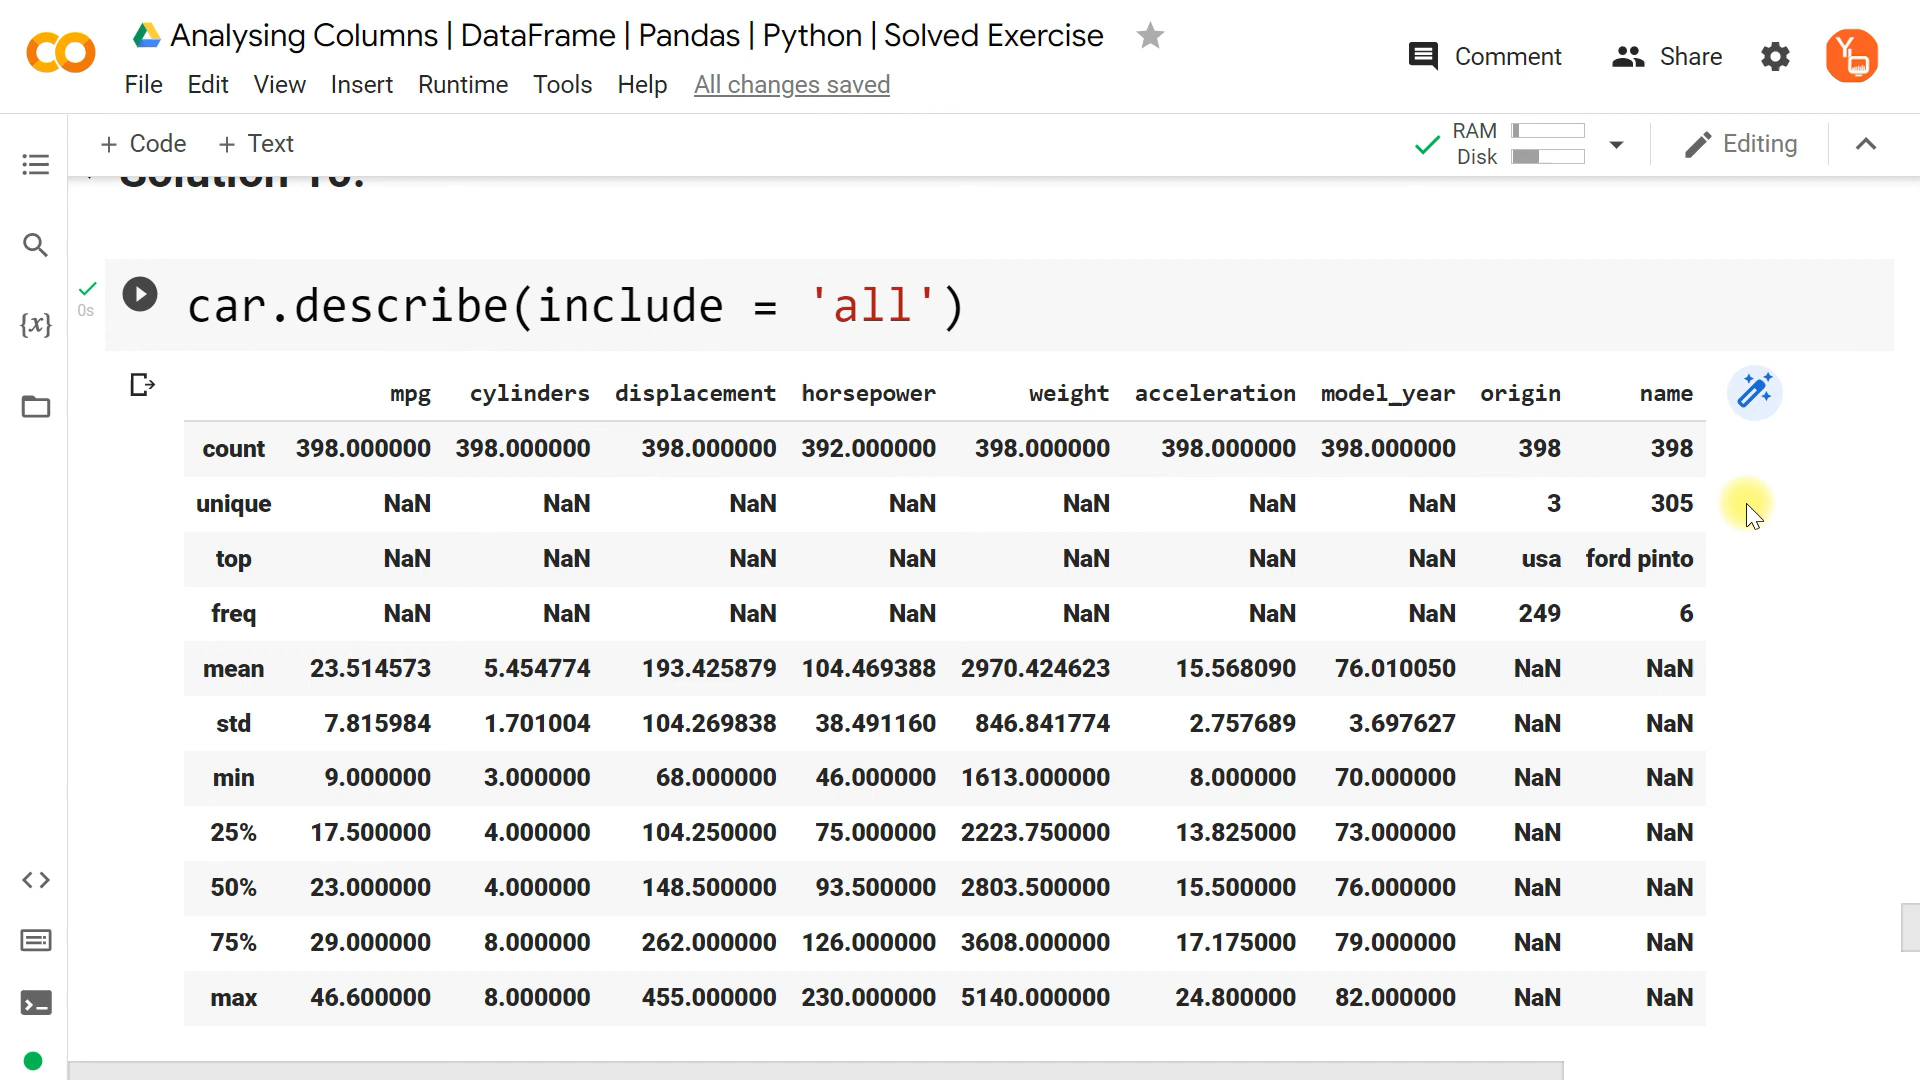 Analysing Columns | DataFrame | Pandas | Python | Solved Exercise
Comment Share
File Edit View Insert Runtime Tools Help All changes saved
+ Code + Text
RAM
Disk
Editing
Solution 10:
0s
car.describe(include = 'all')
{x}
mpg cylinders displacement horsepower weight acceleration model_year origin name
count 398.000000 398.000000 398.000000 392.000000 398.000000 398.000000 398.000000 398 398
unique NaN NaN NaN NaN NaN NaN NaN 3 305
top NaN NaN NaN NaN NaN NaN NaN usa ford pinto
freq NaN NaN NaN NaN NaN NaN NaN 249 6
mean 23.514573 5.454774 193.425879 104.469388 2970.424623 15.568090 76.010050 NaN NaN
std 7.815984 1.701004 104.269838 38.491160 846.841774 2.757689 3.697627 NaN NaN
min 9.000000 3.000000 68.000000 46.000000 1613.000000 8.000000 70.000000 NaN NaN
25% 17.500000 4.000000 104.250000 75.000000 2223.750000 13.825000 73.000000 NaN NaN
50% 23.000000 4.000000 148.500000 93.500000 2803.500000 15.500000 76.000000 NaN NaN
75% 29.000000 8.000000 262.000000 126.000000 3608.000000 17.175000 79.000000 NaN NaN
max 46.600000 8.000000 455.000000 230.000000 5140.000000 24.800000 82.000000 NaN NaN